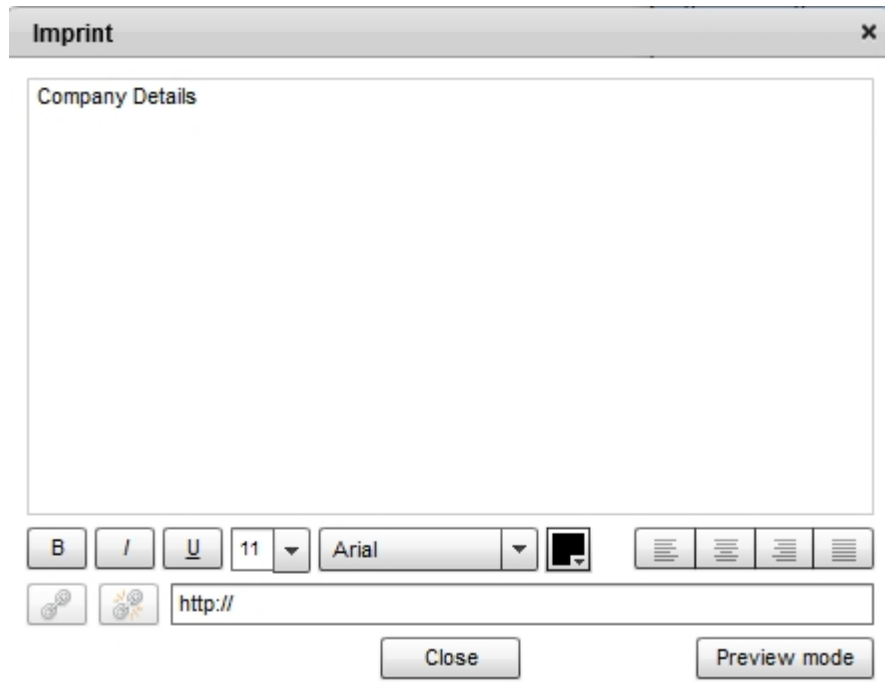 Imprint
Company Details
B I U 11 Arial
http://
Close Preview mode